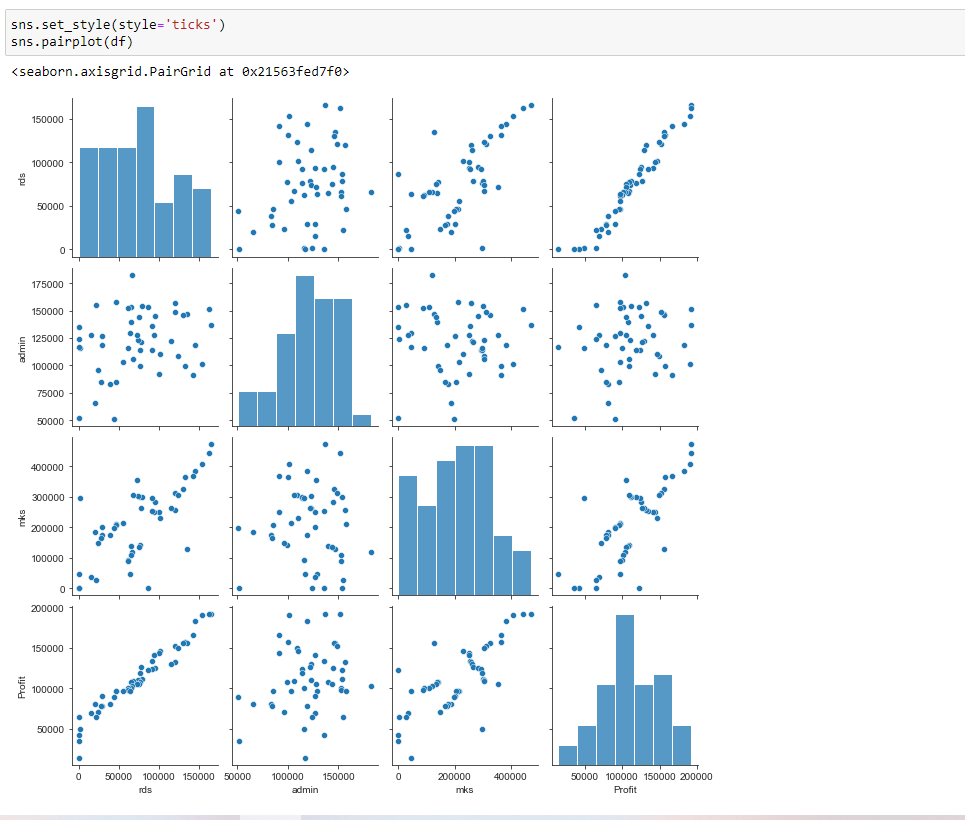 sns.set_style(style='ticks')
sns.pairplot(df)
<seaborn.axisgrid.PairGrid at 0x21563fed7f0>
150000
100000
50000
0
rds
175000
150000
125000
100000
75000
50000
admin
400000
300000
200000
100000
0
mks
200000
150000
100000
50000
Profit
0 50000 100000 150000
50000 100000 150000
0 200000 400000
50000 100000 150000 200000
rds
admin
mks
Profit